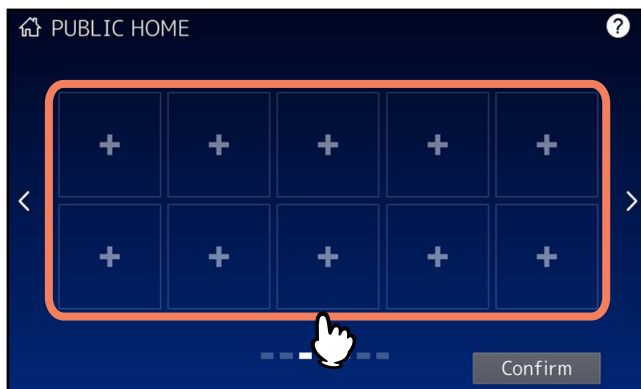 PUBLIC HOME
?
+ + + + +
+ + + + +
Confirm